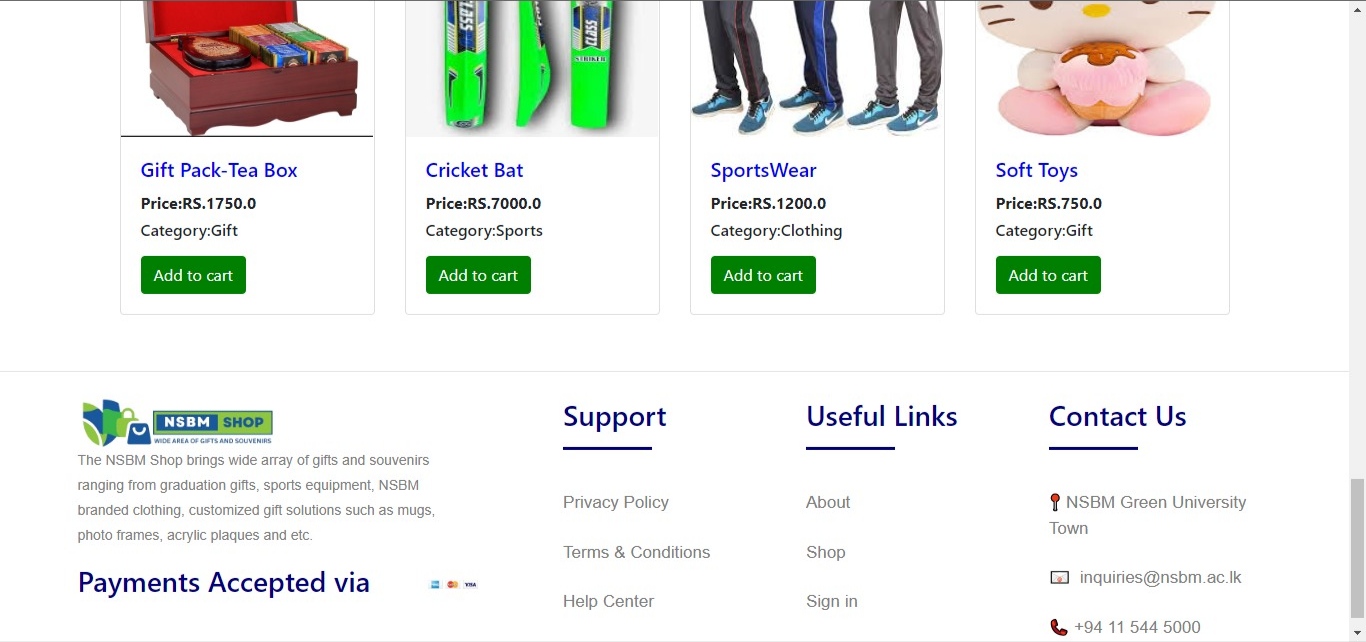 CLASS
CLASS
STRIKER
Gift Pack-Tea Box
Price:RS.1750.0
Category:Gift
Add to cart
Cricket Bat
Price:RS.7000.0
Category:Sports
Add to cart
SportsWear
Price:RS.1200.0
Category:Clothing
Add to cart
Soft Toys
Price:RS.750.0
Category:Gift
Add to cart
NSBM SHOP
WIDE AREA OF GIFTS AND SOUVENIRS
The NSBM Shop brings wide array of gifts and souvenirs
ranging from graduation gifts, sports equipment, NSBM
branded clothing, customized gift solutions such as mugs,
photo frames, acrylic plaques and etc.
Payments Accepted via
VISA
Support
Privacy Policy
Terms & Conditions
Help Center
Useful Links
About
Shop
Sign in
Contact Us
NSBM Green University
Town
inquiries@nsbm.ac.lk
+94 11 544 5000